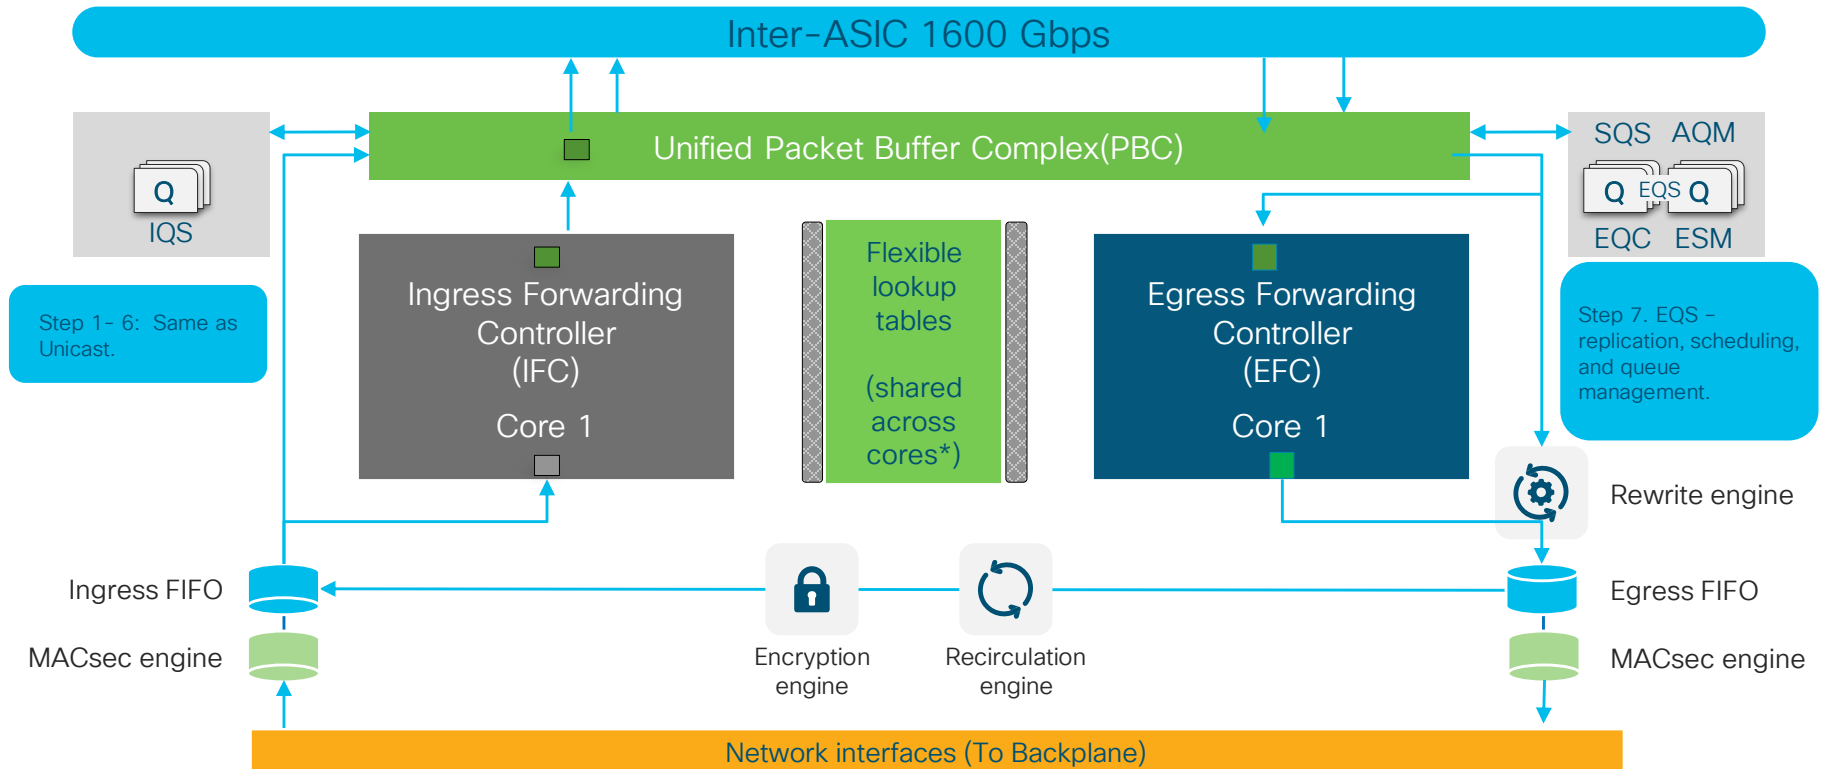 Inter-ASIC 1600 Gbps
Unified Packet Buffer Complex(PBC)
Q
IQS
SQS AQM
Q EQS Q
EQC ESM
Step 1- 6: Same as
Unicast.
Ingress Forwarding
Controller
(IFC)
Core 1
Flexible
lookup
tables
(shared
across
cores*)
Egress Forwarding
Controller
(EFC)
Core 1
Step 7. EQS –
replication, scheduling,
and queue
management.
Rewrite engine
Ingress FIFO
Egress FIFO
MACsec engine
Encryption
engine
Recirculation
engine
MACsec engine
Network interfaces (To Backplane)